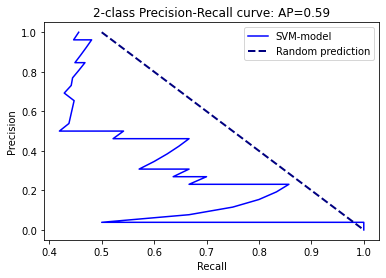 2-class Precision-Recall curve: AP=0.59
SVM-model
Random prediction
Precision
1.0
0.8
0.6
0.4
0.2
0.0
0.4 0.5 0.6 0.7 0.8 0.9 1.0
Recall